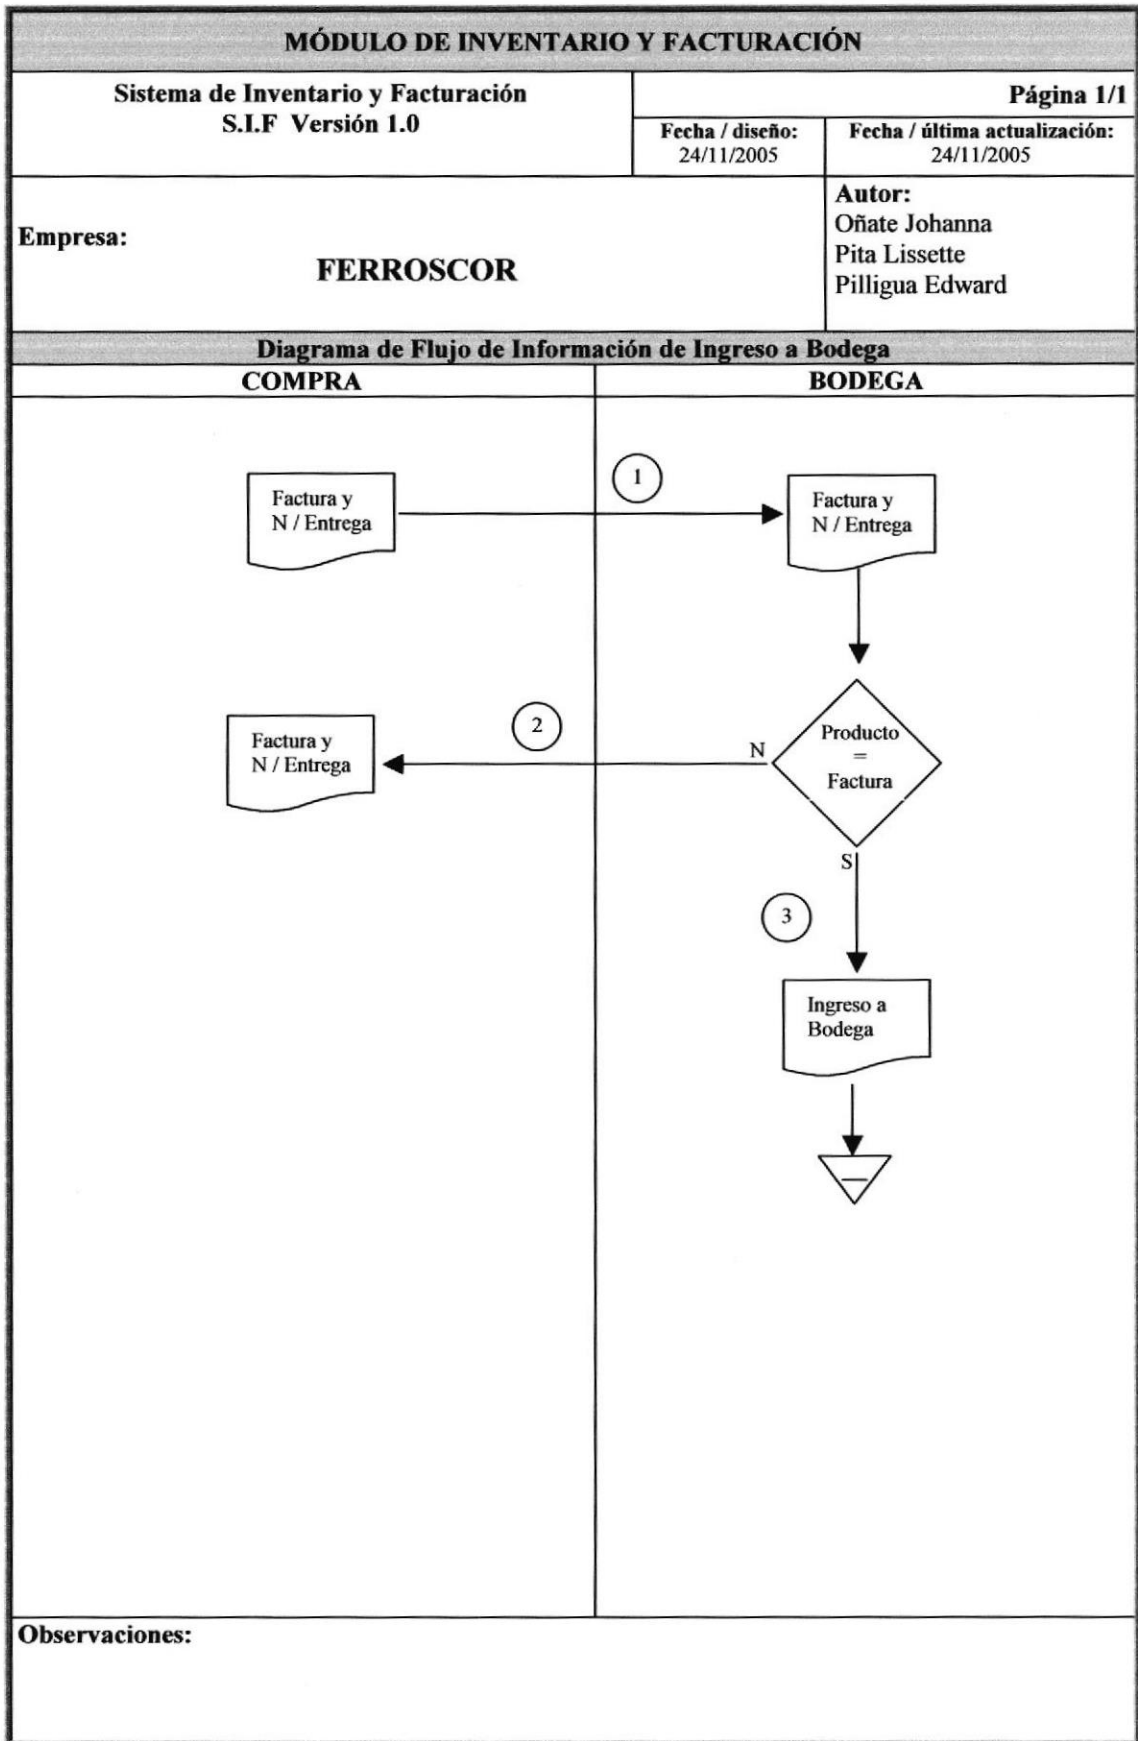 MÓDULO DE INVENTARIO Y FACTURACIÓN
Sistema de Inventario y Facturación
S.I.F Versión 1.0
Página 1/1
Fecha / diseño:
24/11/2005
Fecha / última actualización:
24/11/2005
Empresa:
FERROSCOR
Autor:
Oñate Johanna
Pita Lissette
Pilligua Edward
Diagrama de Flujo de Información de Ingreso a Bodega
COMPRA
BODEGA
Factura y
N / Entrega
1
Factura y
N / Entrega
Factura y
N / Entrega
2
N
Producto
=
Factura
S
3
Ingreso a
Bodega
Observaciones: